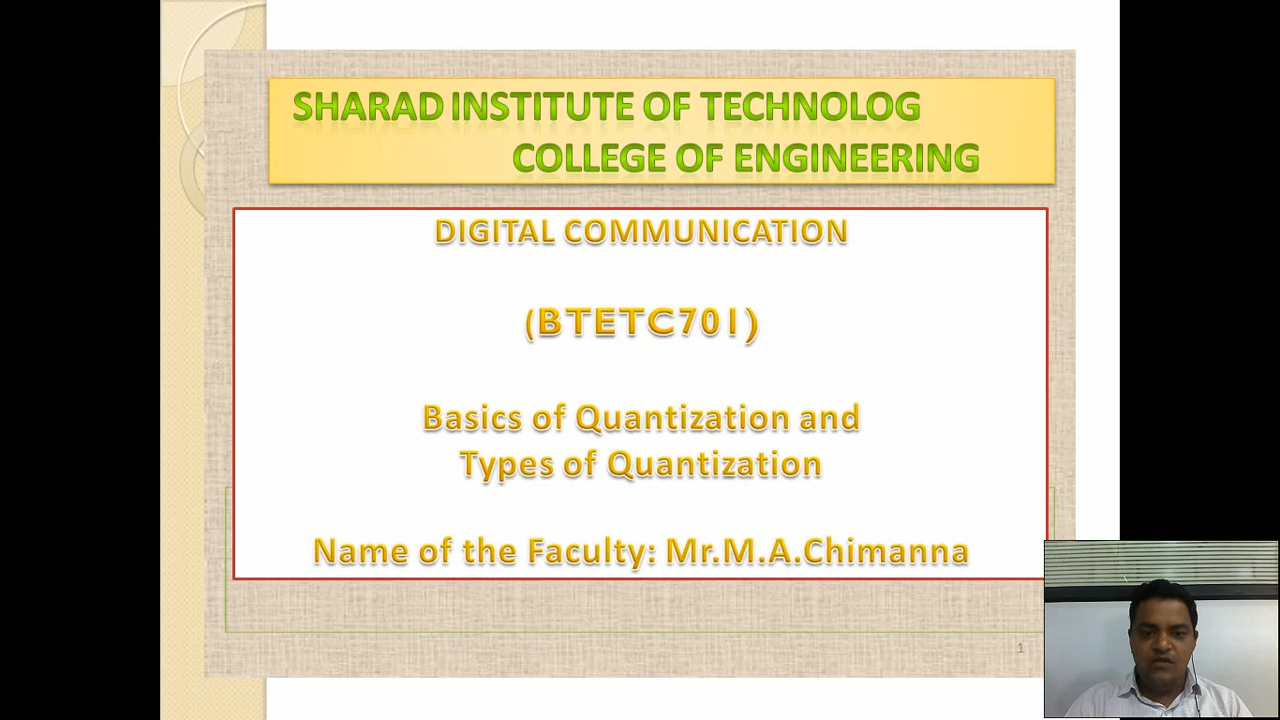 SHARAD INSTITUTE OF TECHNOLOG
COLLEGE OF ENGINEERING
DIGITAL COMMUNICATION
(BTETC701)
Basics of Quantization and
Types of Quantization
Name of the Faculty: Mr.M.A.Chimanna
1